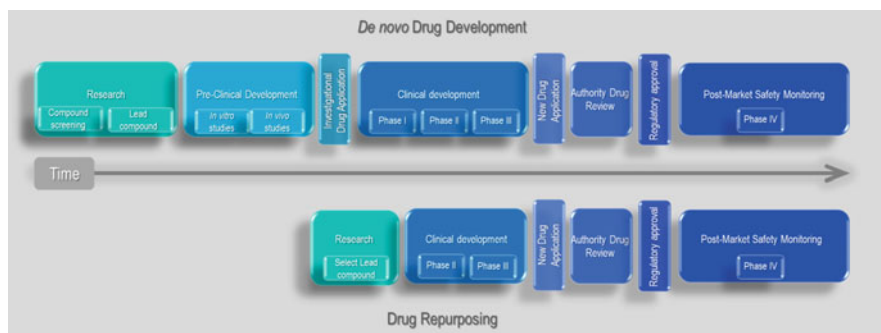 De novo Drug Development
Research
Compound
screening
Lead
compound
Pre-Clinical Development
In vitro
studies
In vivo
studies
Investigational
Drug Application
Clinical development
Phase I
Phase II
Phase III
New Drug
Application
Authority Drug
Review
Regulatory approval
Post-Market Safety Monitoring
Phase IV
Time
Research
Select Lead
compound
Clinical development
Phase II
Phase III
New Drug
Application
Authority Drug
Review
Regulatory approval
Post-Market Safety Monitoring
Phase IV
Drug Repurposing